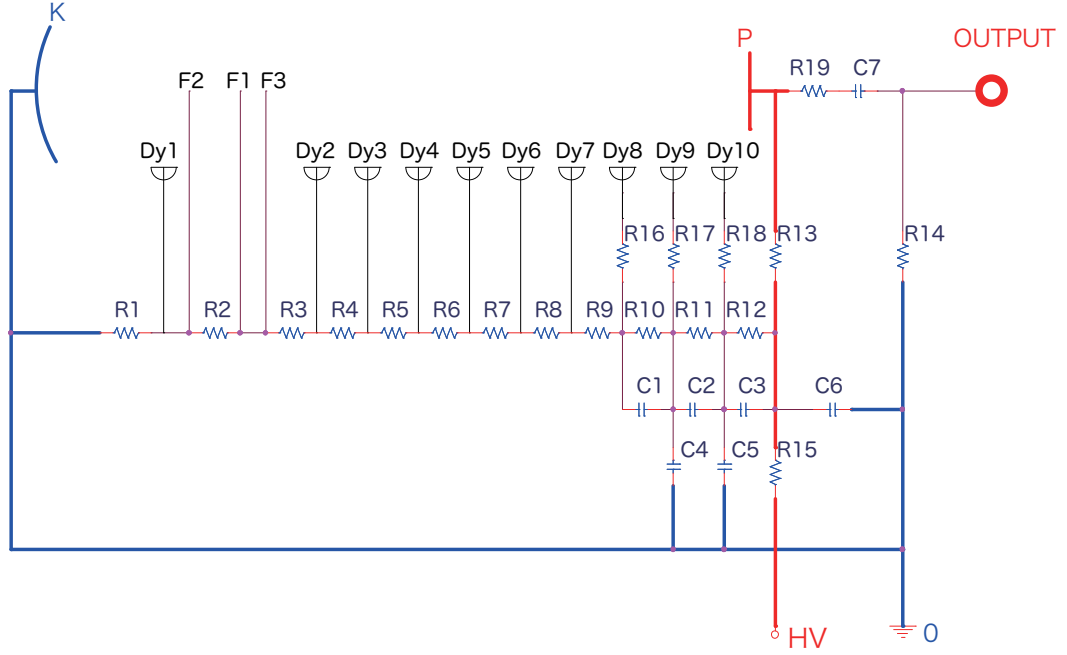 K
P
OUTPUT
R19 C7
F2 F1 F3
Dy1 Dy2 Dy3 Dy4 Dy5 Dy6 Dy7 Dy8 Dy9 Dy10
R16 R17 R18 R13 R14
R1 R2 R3 R4 R5 R6 R7 R8 R9 R10 R11 R12
C1 C2 C3 C6
C4 C5 R15
HV 0